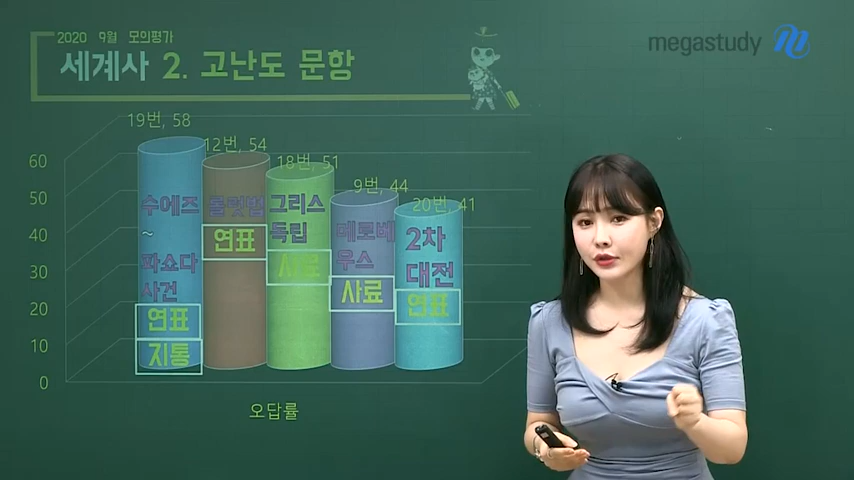 2020 9월 모의평가
세계사 2. 고난도 문항
megastudy
19번, 58
12번, 54
18번, 51
9번, 44
20번, 41
60
50
40
30
20
10
0
수에즈
~
파쇼다
사건
연표
지통
롤럿법
연표
그리스
독립
사료
메로베
우스
사료
2차
대전
연표
오답률